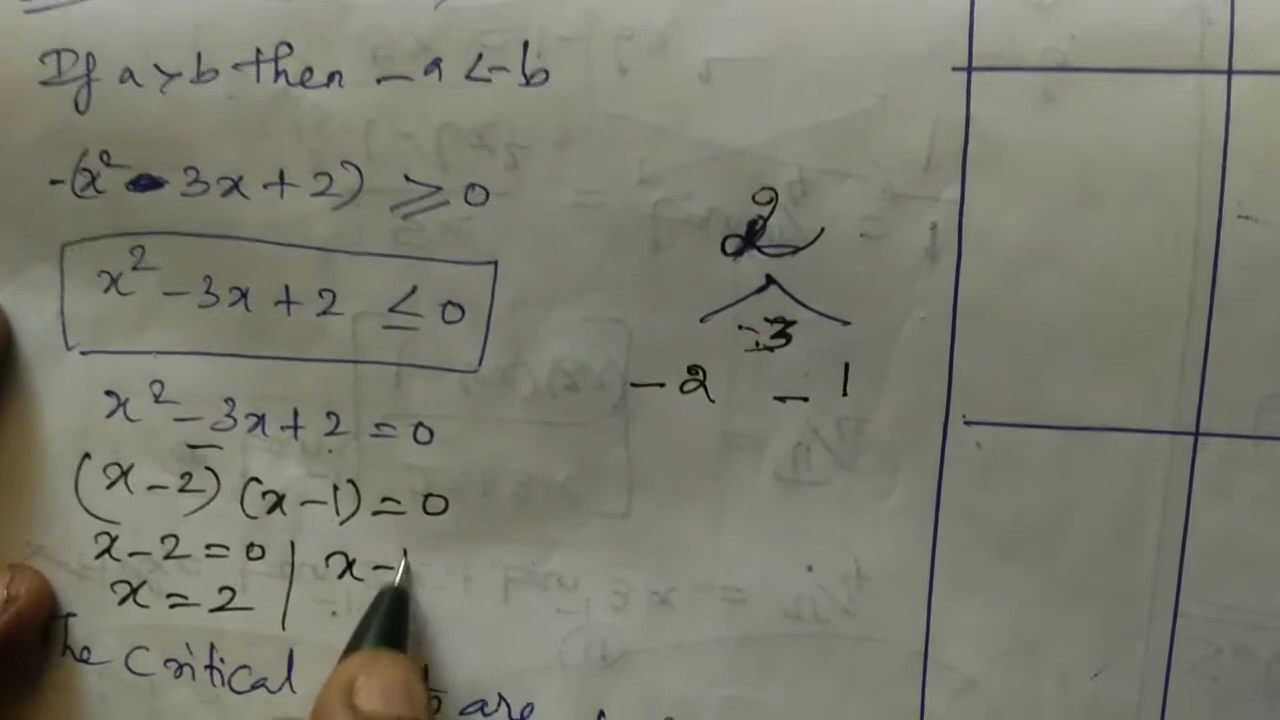 If a>b then -a<-b
-(x² - 3x+2) ≥ 0
x² - 3x + 2 ≤ 0
x² - 3x + 2 = 0
(x-2) (x-1) = 0
x-2=0 | x-1
x=2
The Critical
are
2
-3
-2 -1